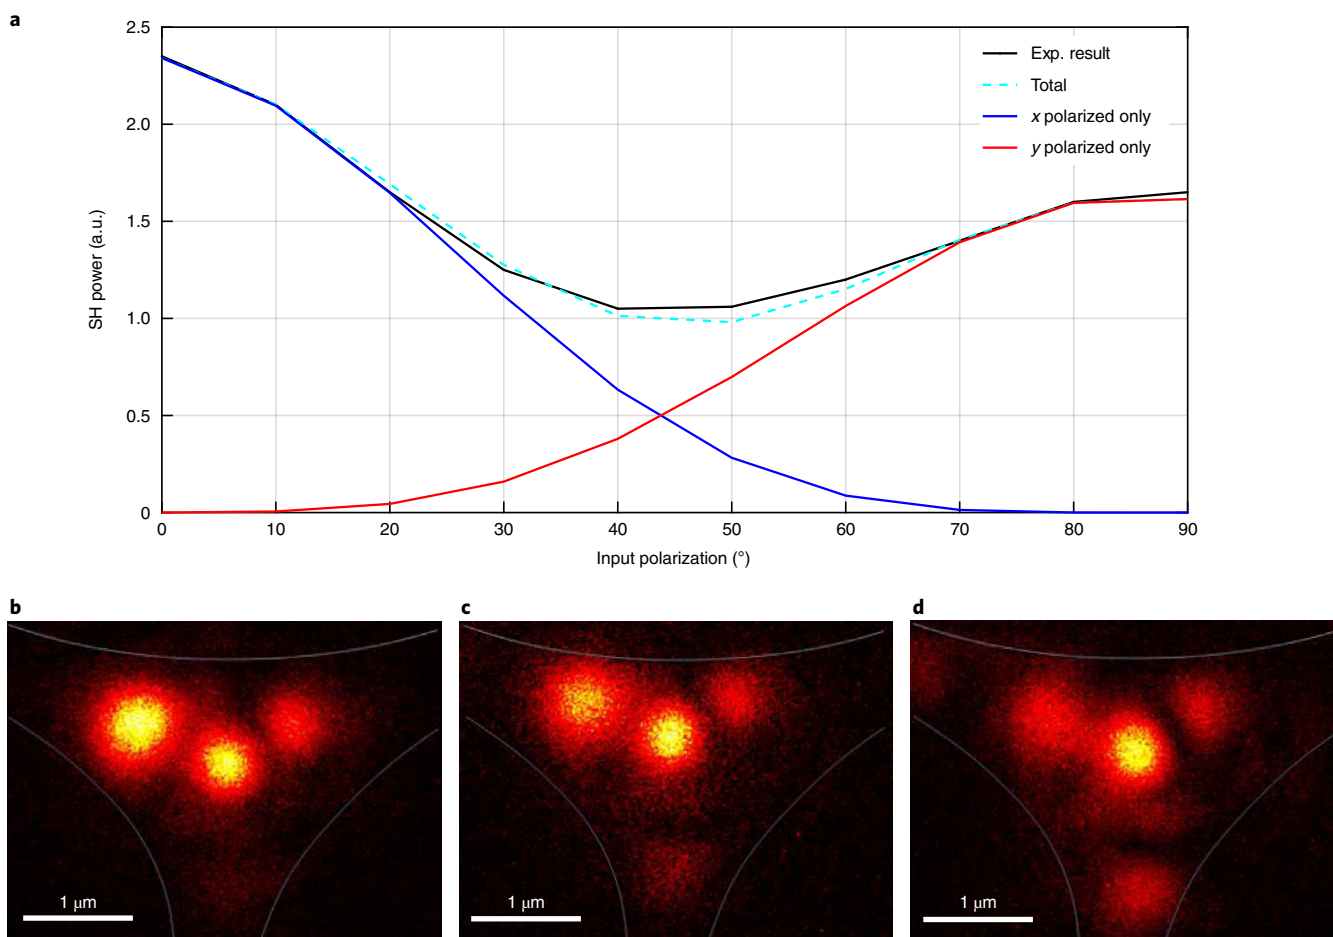 a
2.5
2.0
1.5
1.0
0.5
0
SH power (a.u.)
0 10 20 30 40 50 60 70 80 90
Input polarization (°)
Exp. result
Total
x polarized only
y polarized only
b
c
d
1 μm
1 μm
1 μm